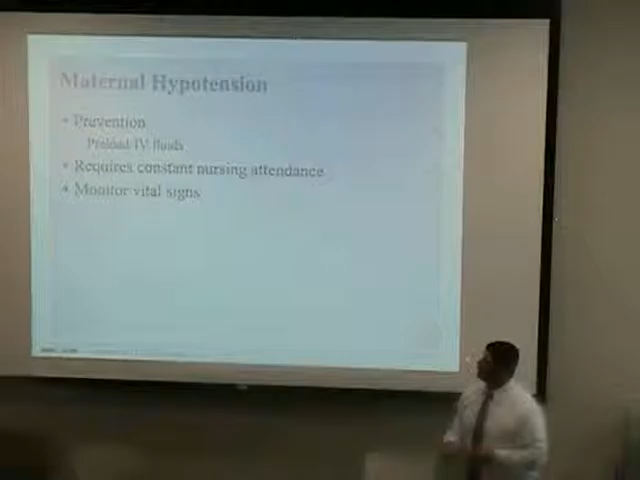 Maternal Hypotension
• Prevention
Preload IV fluids
• Requires constant nursing attendance
• Monitor vital signs